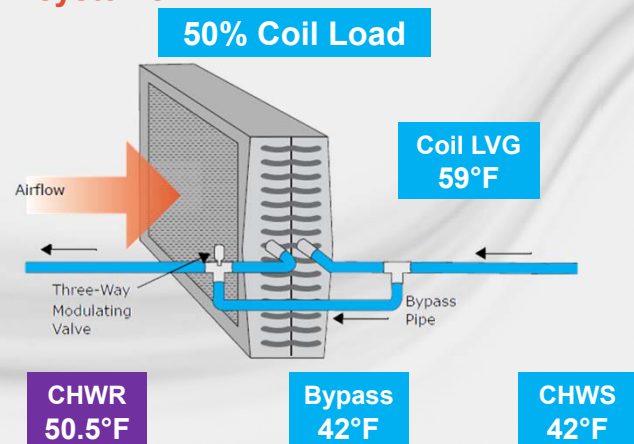 50% Coil Load
Coil LVG
59°F
Airflow
Three-Way
Modulating
Valve
Bypass
Pipe
CHWR
50.5°F
Bypass
42°F
CHWS
42°F